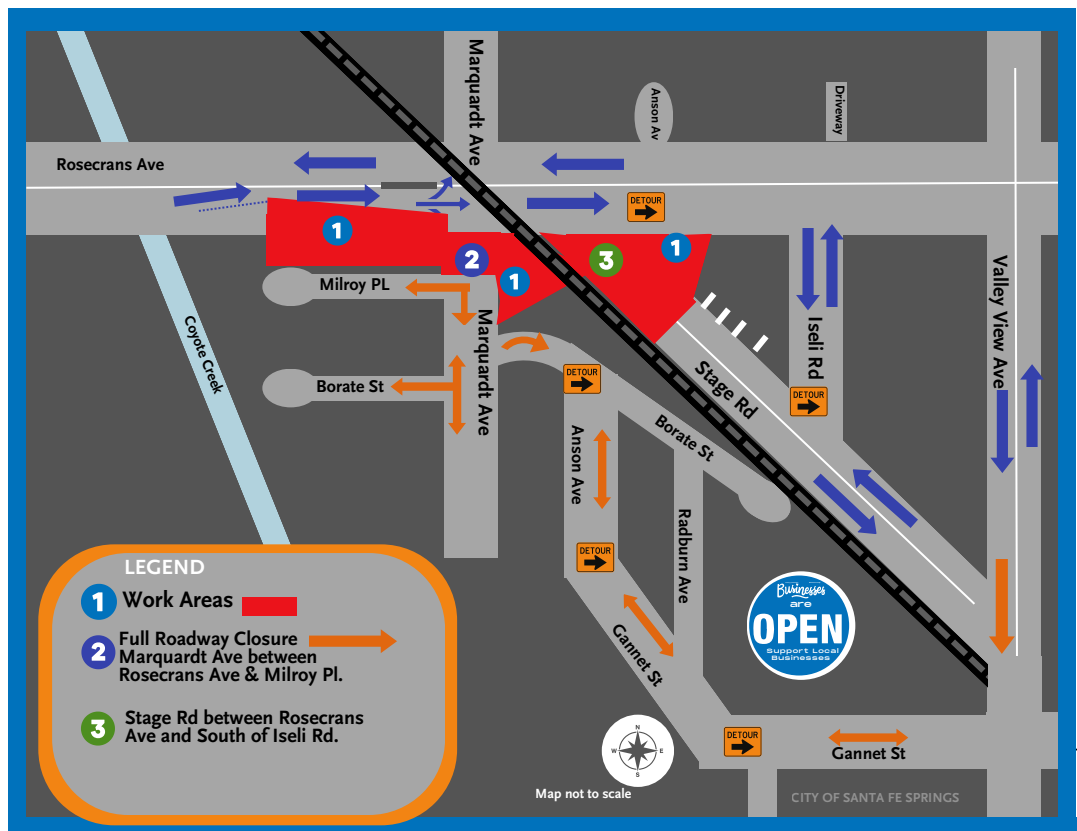 Marquardt Ave
Anson Av
Driveway
Rosecrans Ave
DETOUR
1
1
2
3
1
Milroy PL
Coyote Creek
Marquardt Ave
Iseli Rd
Valley View Ave
Stage Rd
DETOUR
DETOUR
Borate St
Borate St
Anson Ave
Radburn Ave
DETOUR
Gannet St
LEGEND
1 Work Areas
2 Full Roadway Closure
Marquardt Ave between
Rosecrans Ave & Milroy Pl.
3 Stage Rd between Rosecrans
Ave and South of Iseli Rd.
Businesses
are
OPEN
Support Local
Businesses
N
W E
S
DETOUR
Gannet St
Map not to scale
CITY OF SANTA FE SPRINGS